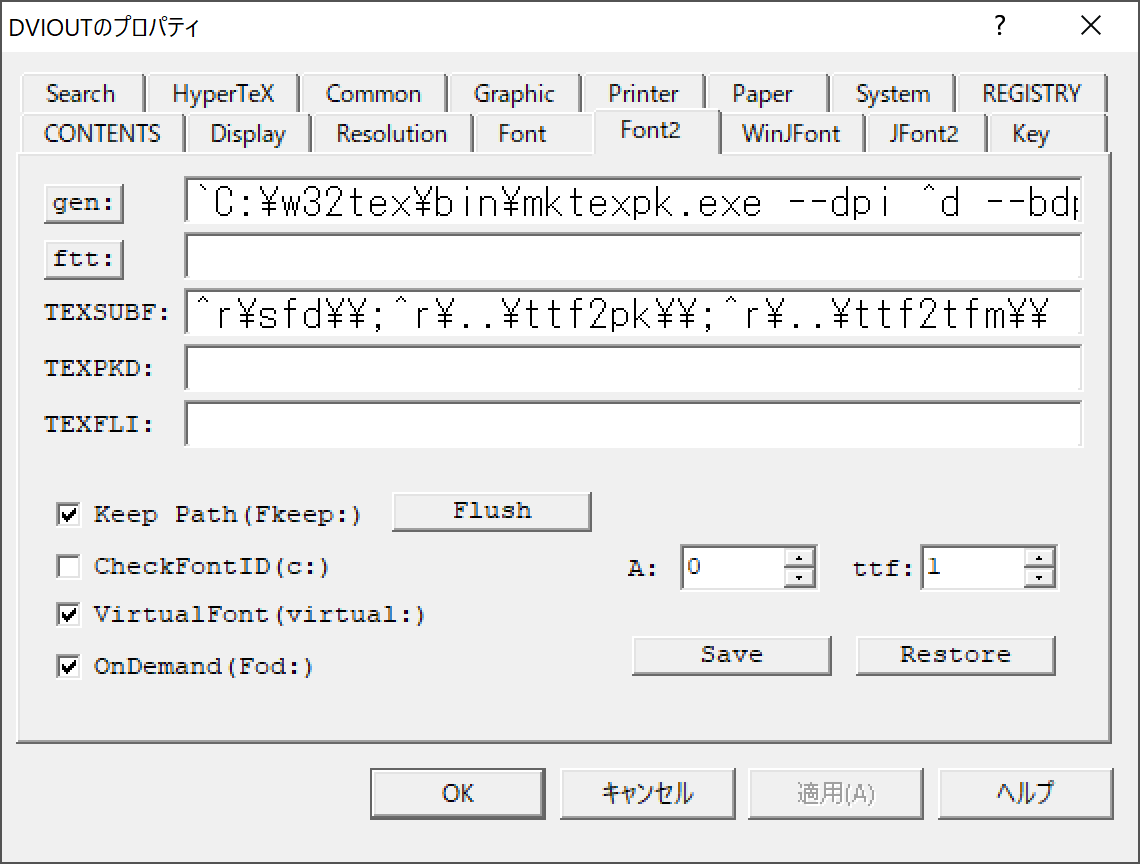 DVIOUTのプロパティ ?
Search HyperTeX Common Graphic Printer Paper System REGISTRY
CONTENTS Display Resolution Font Font2 WinJFont JFont2 Key
gen: `C:¥w32tex¥bin¥mktexpk.exe --dpi ^d --bdp
ftt:
TEXSUBF: ^r¥sfd¥¥;^r¥..¥ttf2pk¥¥;^r¥..¥ttf2tfm¥¥
TEXPKD:
TEXFLI:
Keep Path(Fkeep:) Flush
CheckFontID(c:) A: 0 ttf: 1
VirtualFont(virtual:)
OnDemand(Fod:) Save Restore
OK キャンセル 適用(A) ヘルプ